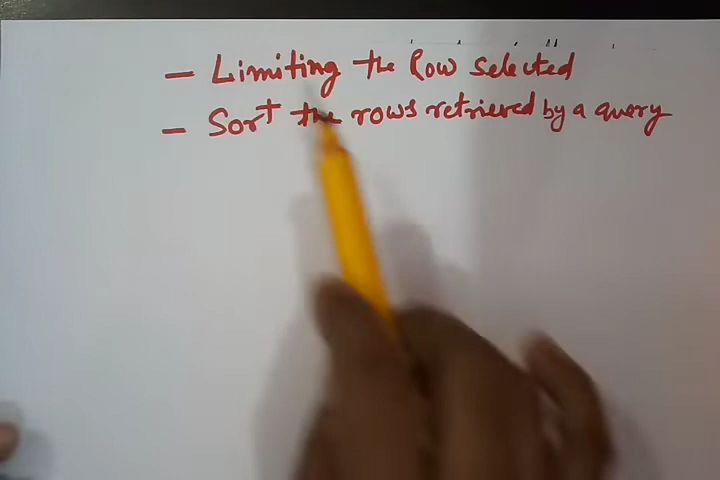 - Limiting the Row selected
- Sort the rows retrieved by a query